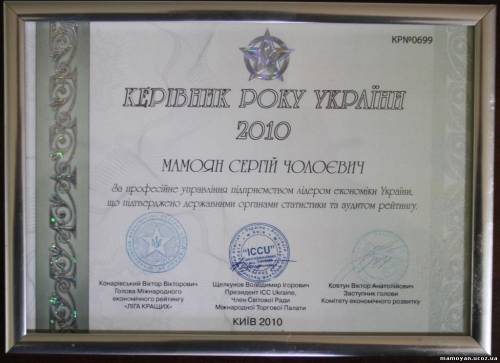 КР№0699
КЕРІВНИК РОКУ УКРАЇНИ
2010
МАМОЯН СЕРГІЙ ЧОЛОЄВИЧ
За професійне управління підприємством лідером економіки України,
що підтверджено державними органами статистики та аудитом рейтингу.
"ICCU"
Конарівський Віктор Вікторович
Голова Міжнародного
економічного рейтингу
"ЛІГА КРАЩИХ"
Щелкунов Володимир Ігорович
Президент ICC Ukraine,
Член Світової Ради
Міжнародної Торгової Палати
Ковтун Віктор Анатолійович
Заступник голови
Комітету економічного розвитку
КИЇВ 2010
mamoyan.ucoz.ua